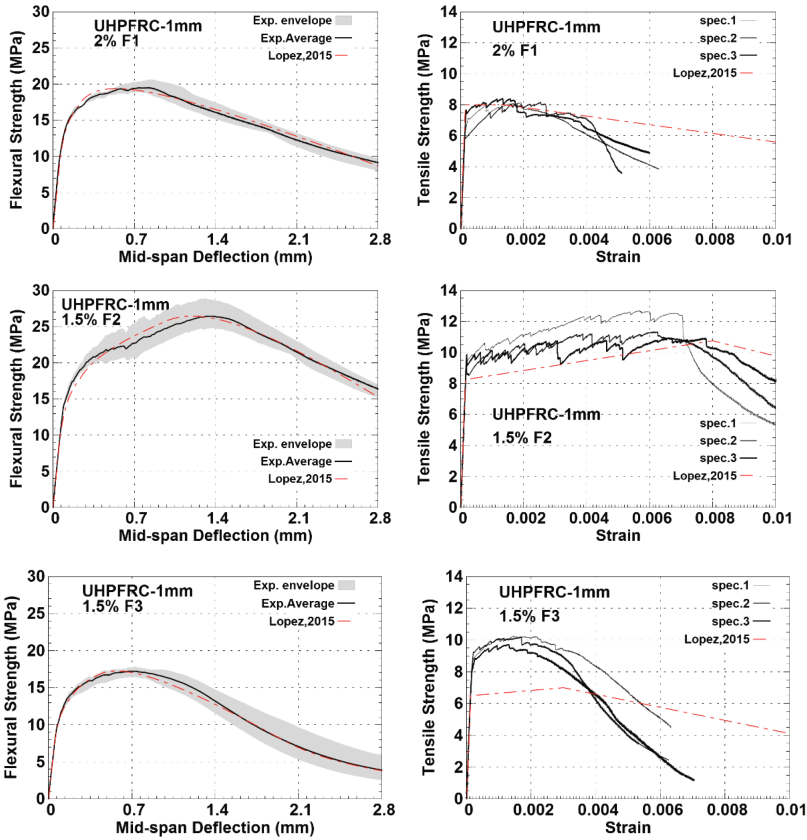 UHPFRC-1mm
2% F1
Exp. envelope
Exp.Average
Lopez,2015
Flexural Strength (MPa)
30
25
20
15
10
5
0
0 0.7 1.4 2.1 2.8
Mid-span Deflection (mm)
UHPFRC-1mm
2% F1
spec.1
spec.2
spec.3
Lopez,2015
Tensile Strength (MPa)
14
12
10
8
6
4
2
0
0 0.002 0.004 0.006 0.008 0.01
Strain
UHPFRC-1mm
1.5% F2
Exp. envelope
Exp.Average
Lopez,2015
Flexural Strength (MPa)
30
25
20
15
10
5
0
0 0.7 1.4 2.1 2.8
Mid-span Deflection (mm)
UHPFRC-1mm
1.5% F2
spec.1
spec.2
spec.3
Lopez,2015
Tensile Strength (MPa)
14
12
10
8
6
4
2
0
0 0.002 0.004 0.006 0.008 0.01
Strain
UHPFRC-1mm
1.5% F3
Exp. envelope
Exp.Average
Lopez,2015
Flexural Strength (MPa)
30
25
20
15
10
5
0
0 0.7 1.4 2.1 2.8
Mid-span Deflection (mm)
UHPFRC-1mm
1.5% F3
spec.1
spec.2
spec.3
Lopez,2015
Tensile Strength (MPa)
14
12
10
8
6
4
2
0
0 0.002 0.004 0.006 0.008 0.01
Strain